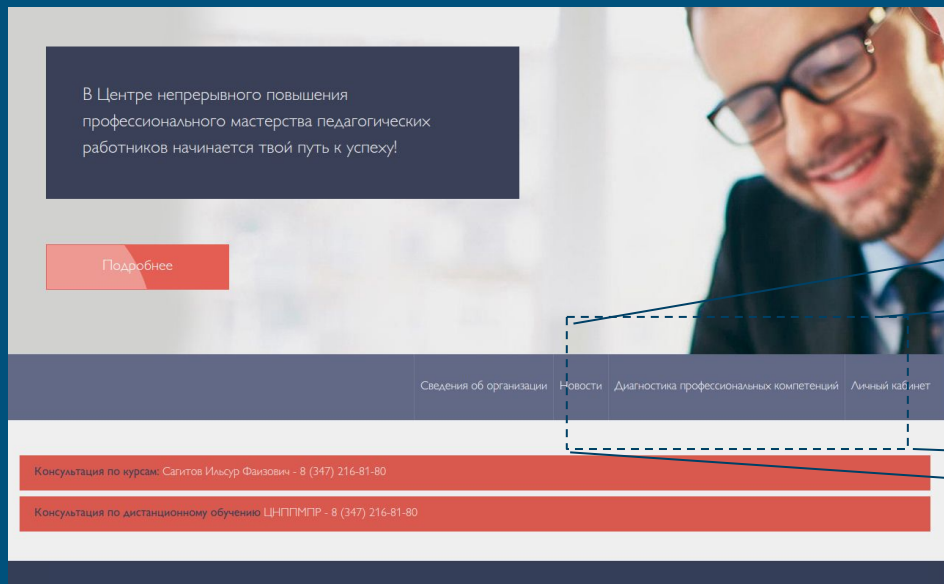 В Центре непрерывного повышения
профессионального мастерства педагогических
работников начинается твой путь к успеху!
Подробнее
Сведения об организации Новости Диагностика профессиональных компетенций Личный кабинет
Консультация по курсам: Сагитов Ильсур Фаизович - 8 (347) 216-81-80
Консультация по дистанционному обучению ЦНППМПР - 8 (347) 216-81-80